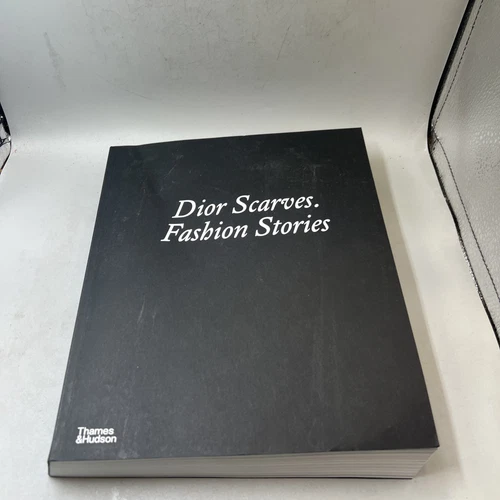 Dior Scarves.
Fashion Stories
Thames
&Hudson